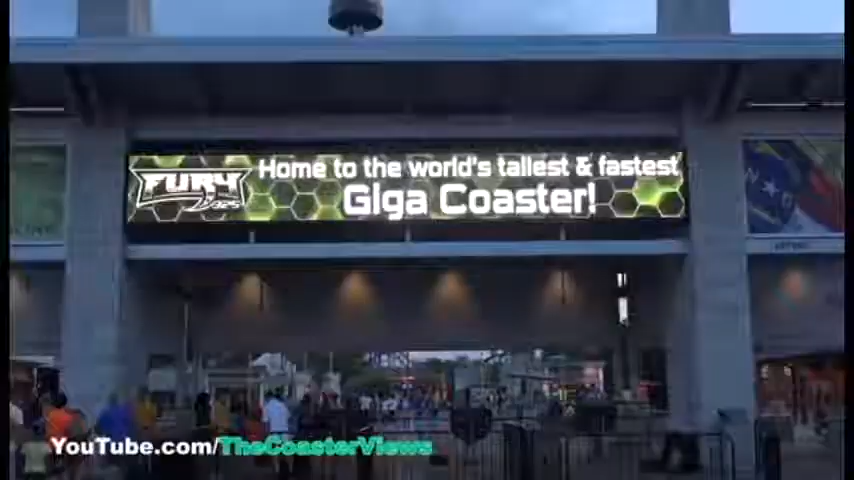 FURY
325
Home to the world's tallest & fastest
Giga Coaster!
YouTube.com/TheCoasterViews